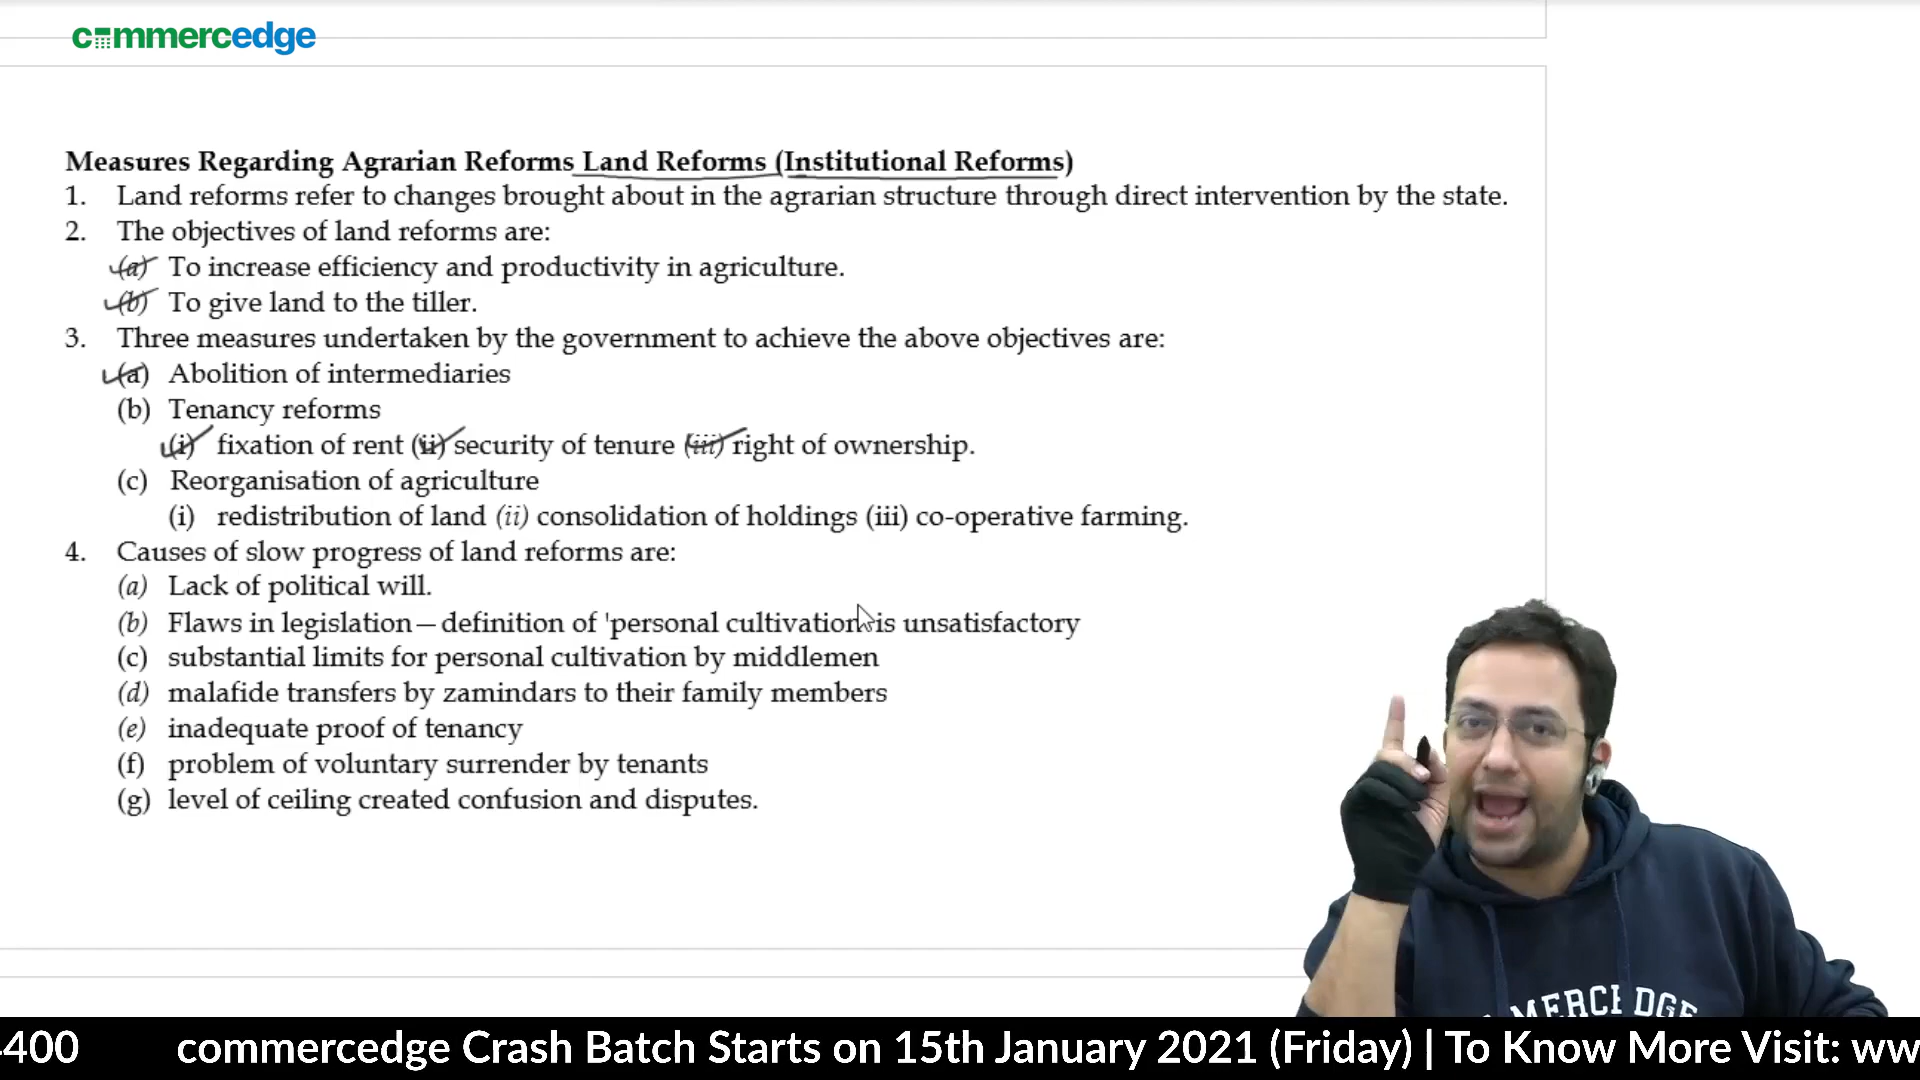 commercedge
Measures Regarding Agrarian Reforms Land Reforms (Institutional Reforms)
1. Land reforms refer to changes brought about in the agrarian structure through direct intervention by the state.
2. The objectives of land reforms are:
(a) To increase efficiency and productivity in agriculture.
(b) To give land to the tiller.
3. Three measures undertaken by the government to achieve the above objectives are:
(a) Abolition of intermediaries
(b) Tenancy reforms
(i) fixation of rent (ii) security of tenure (iii) right of ownership.
(c) Reorganisation of agriculture
(i) redistribution of land (ii) consolidation of holdings (iii) co-operative farming.
4. Causes of slow progress of land reforms are:
(a) Lack of political will.
(b) Flaws in legislation—definition of 'personal cultivation' is unsatisfactory
(c) substantial limits for personal cultivation by middlemen
(d) malafide transfers by zamindars to their family members
(e) inadequate proof of tenancy
(f) problem of voluntary surrender by tenants
(g) level of ceiling created confusion and disputes.
MERCE DGE
400 commercedge Crash Batch Starts on 15th January 2021 (Friday) | To Know More Visit: ww